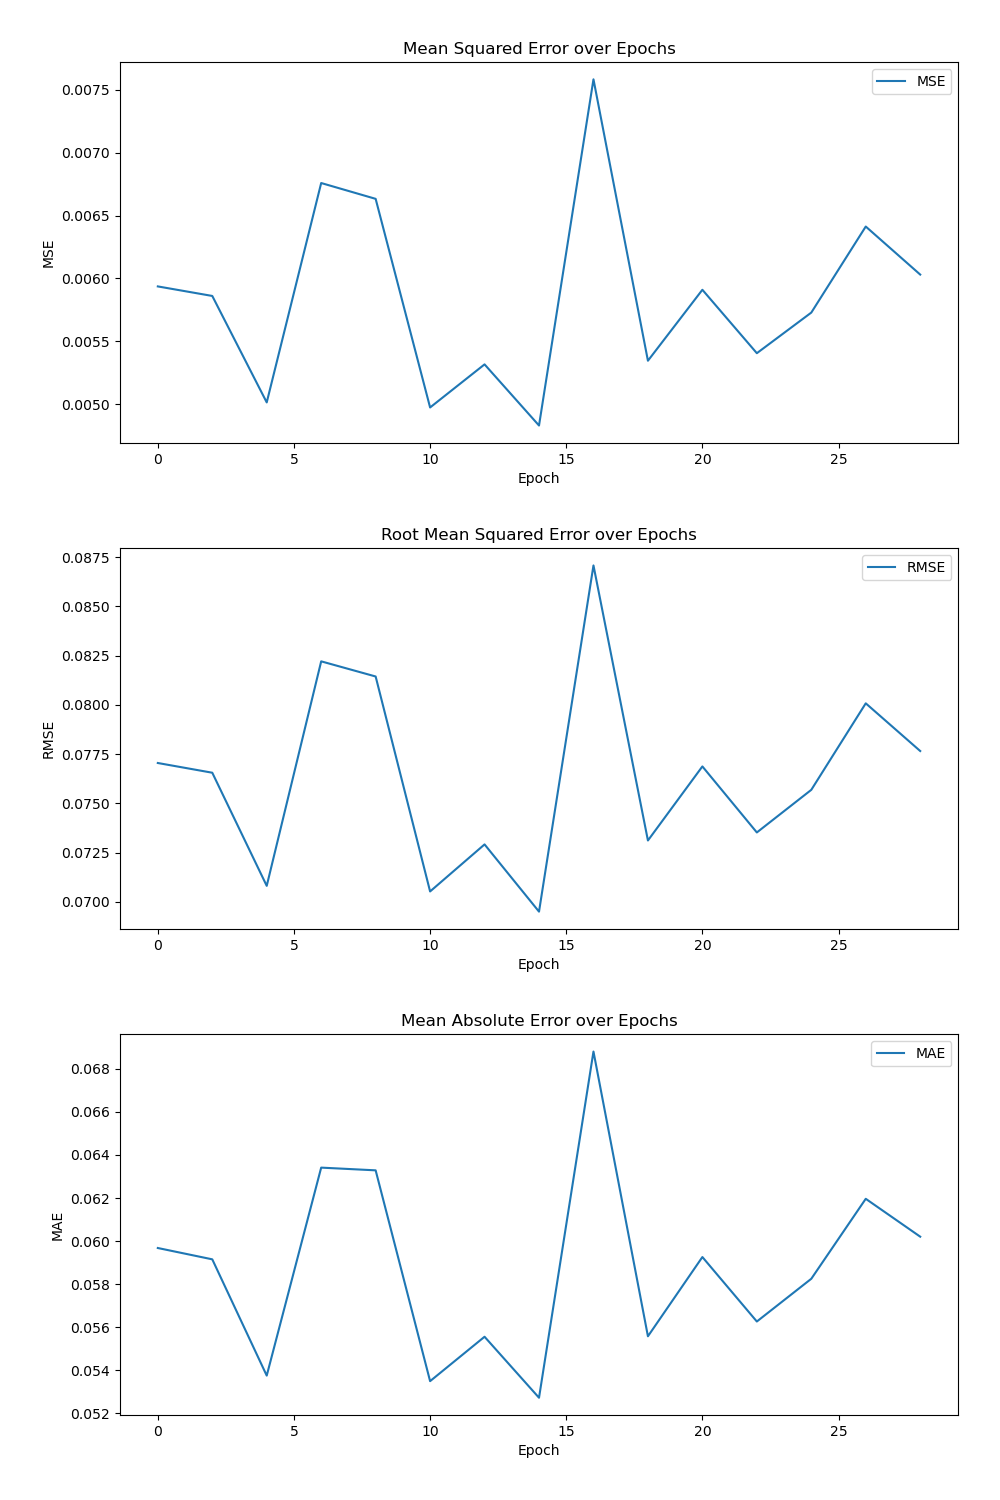 Mean Squared Error over Epochs
MSE
0.0075
0.0070
0.0065
0.0060
0.0055
0.0050
MSE
0 5 10 15 20 25
Epoch
Root Mean Squared Error over Epochs
RMSE
0.0875
0.0850
0.0825
0.0800
0.0775
0.0750
0.0725
0.0700
RMSE
0 5 10 15 20 25
Epoch
Mean Absolute Error over Epochs
MAE
0.068
0.066
0.064
0.062
0.060
0.058
0.056
0.054
0.052
MAE
0 5 10 15 20 25
Epoch